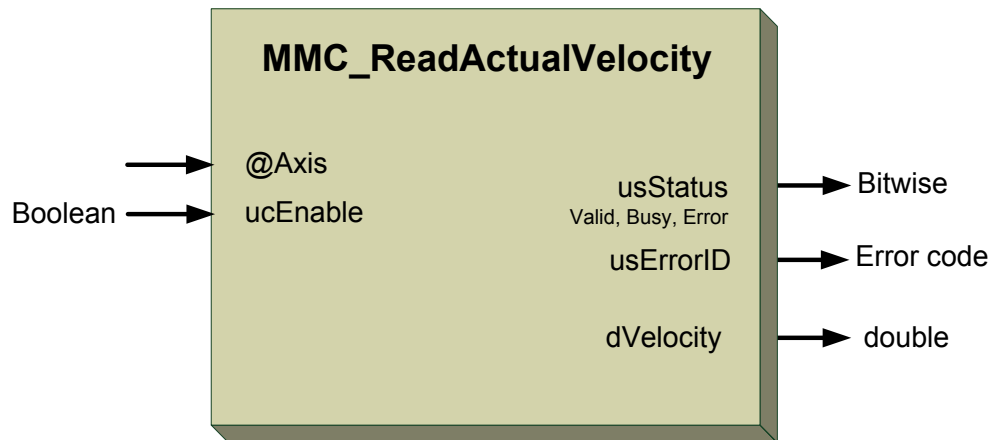 MMC_ReadActualVelocity
@Axis
Boolean
ucEnable
usStatus
Bitwise
Valid, Busy, Error
usErrorID
Error code
dVelocity
double